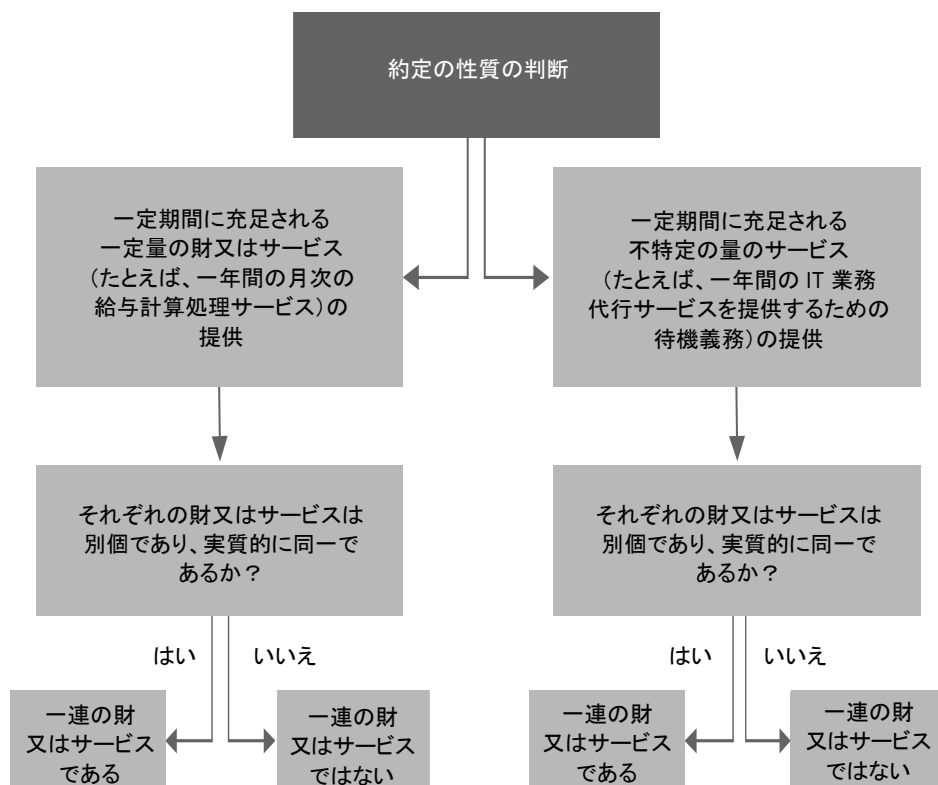 約定の性質の判断
一定期間に充足される
一定量の財又はサービス
(たとえば、一年間の月次の
給与計算処理サービス)の
提供
一定期間に充足される
不特定の量のサービス
(たとえば、一年間の IT 業務
代行サービスを提供するための
待機義務)の提供
それぞれの財又はサービスは
別個であり、実質的に同一で
あるか？
それぞれの財又はサービスは
別個であり、実質的に同一で
あるか？
はい
いいえ
はい
いいえ
一連の財
又はサービス
である
一連の財
又はサービス
ではない
一連の財
又はサービス
である
一連の財
又はサービス
ではない